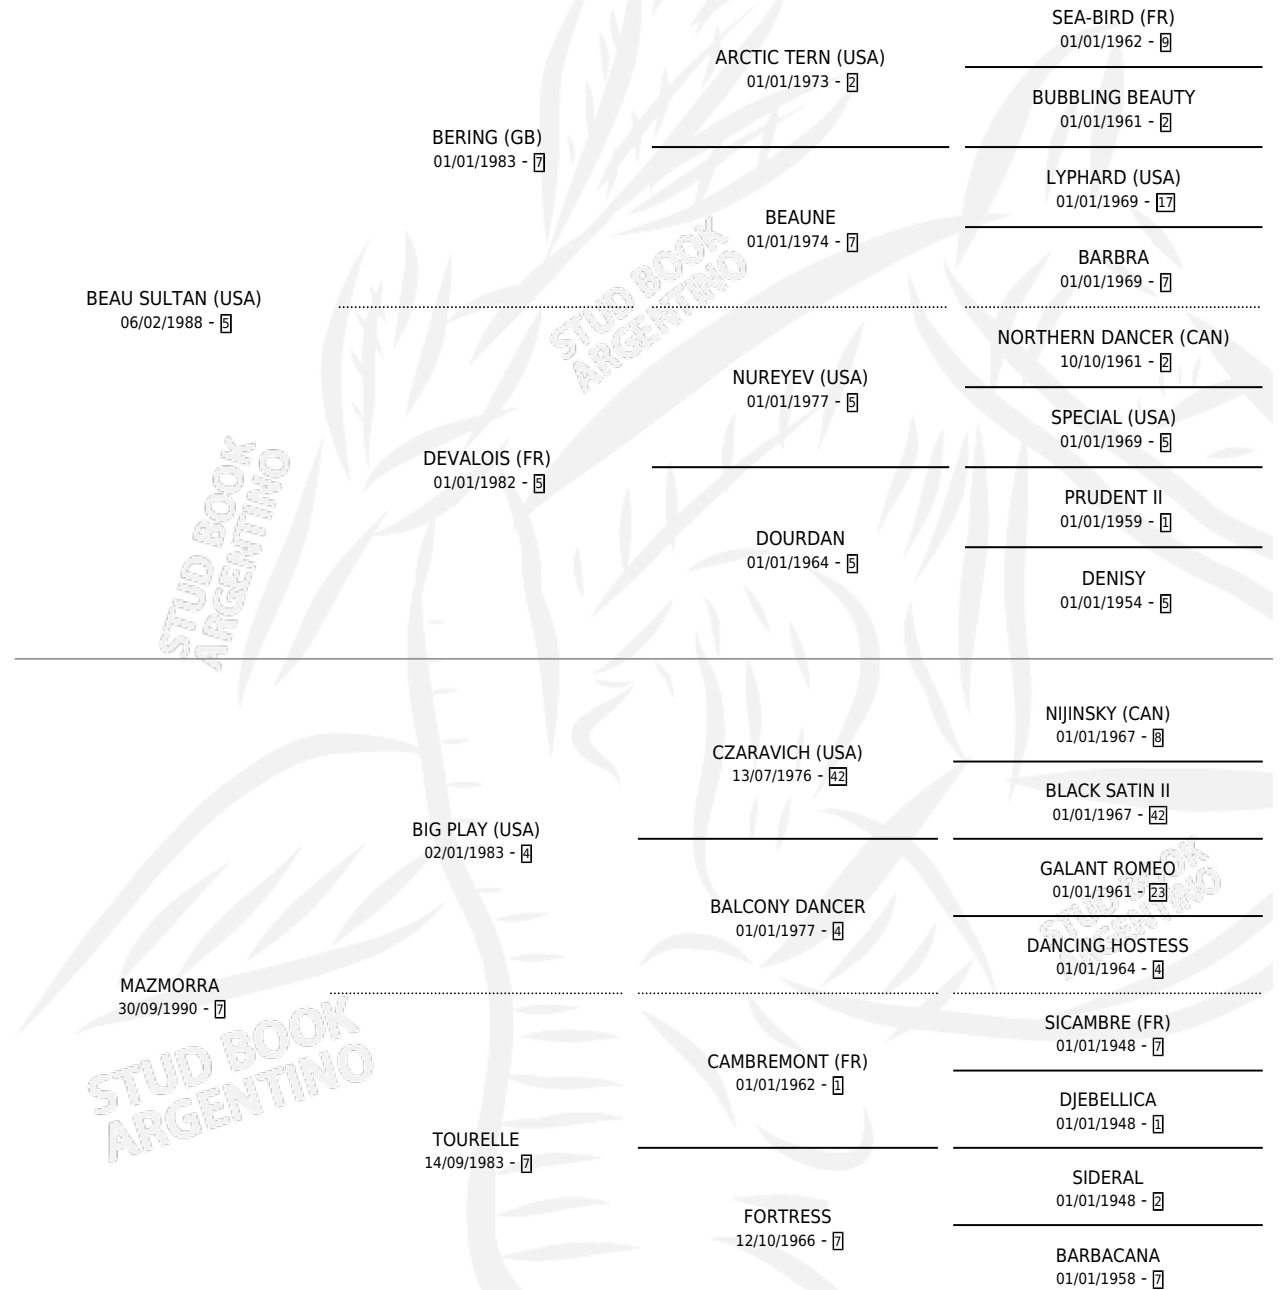 SEA-BIRD (FR)
01/01/1962 - 9
ARCTIC TERN (USA)
01/01/1973 - 2
BUBBLING BEAUTY
01/01/1961 - 2
BERING (GB)
01/01/1983 - 7
LYPHARD (USA)
01/01/1969 - 17
BEAUNE
01/01/1974 - 7
BARBRA
01/01/1969 - 7
BEAU SULTAN (USA)
06/02/1988 - 5
NORTHERN DANCER (CAN)
10/10/1961 - 2
NUREYEV (USA)
01/01/1977 - 5
SPECIAL (USA)
01/01/1969 - 5
DEVALOIS (FR)
01/01/1982 - 5
PRUDENT II
01/01/1959 - 1
DOURDAN
01/01/1964 - 5
DENISY
01/01/1954 - 5
NIJINSKY (CAN)
01/01/1967 - 8
CZARAVICH (USA)
13/07/1976 - 42
BLACK SATIN II
01/01/1967 - 42
BIG PLAY (USA)
02/01/1983 - 4
GALANT ROMEO
01/01/1961 - 23
BALCONY DANCER
01/01/1977 - 4
DANCING HOSTESS
01/01/1964 - 4
MAZMORRA
30/09/1990 - 7
SICAMBRE (FR)
01/01/1948 - 7
CAMBREMONT (FR)
01/01/1962 - 1
DJEBELLICA
01/01/1948 - 1
TOURELLE
14/09/1983 - 7
SIDERAL
01/01/1948 - 2
FORTRESS
12/10/1966 - 7
BARBACANA
01/01/1958 - 7
STUD BOOK
ARGENTINO
STUD BOOK
ARGENTINO
STUD BOOK
ARGENTINO
STUD BOOK
ARGENTINO